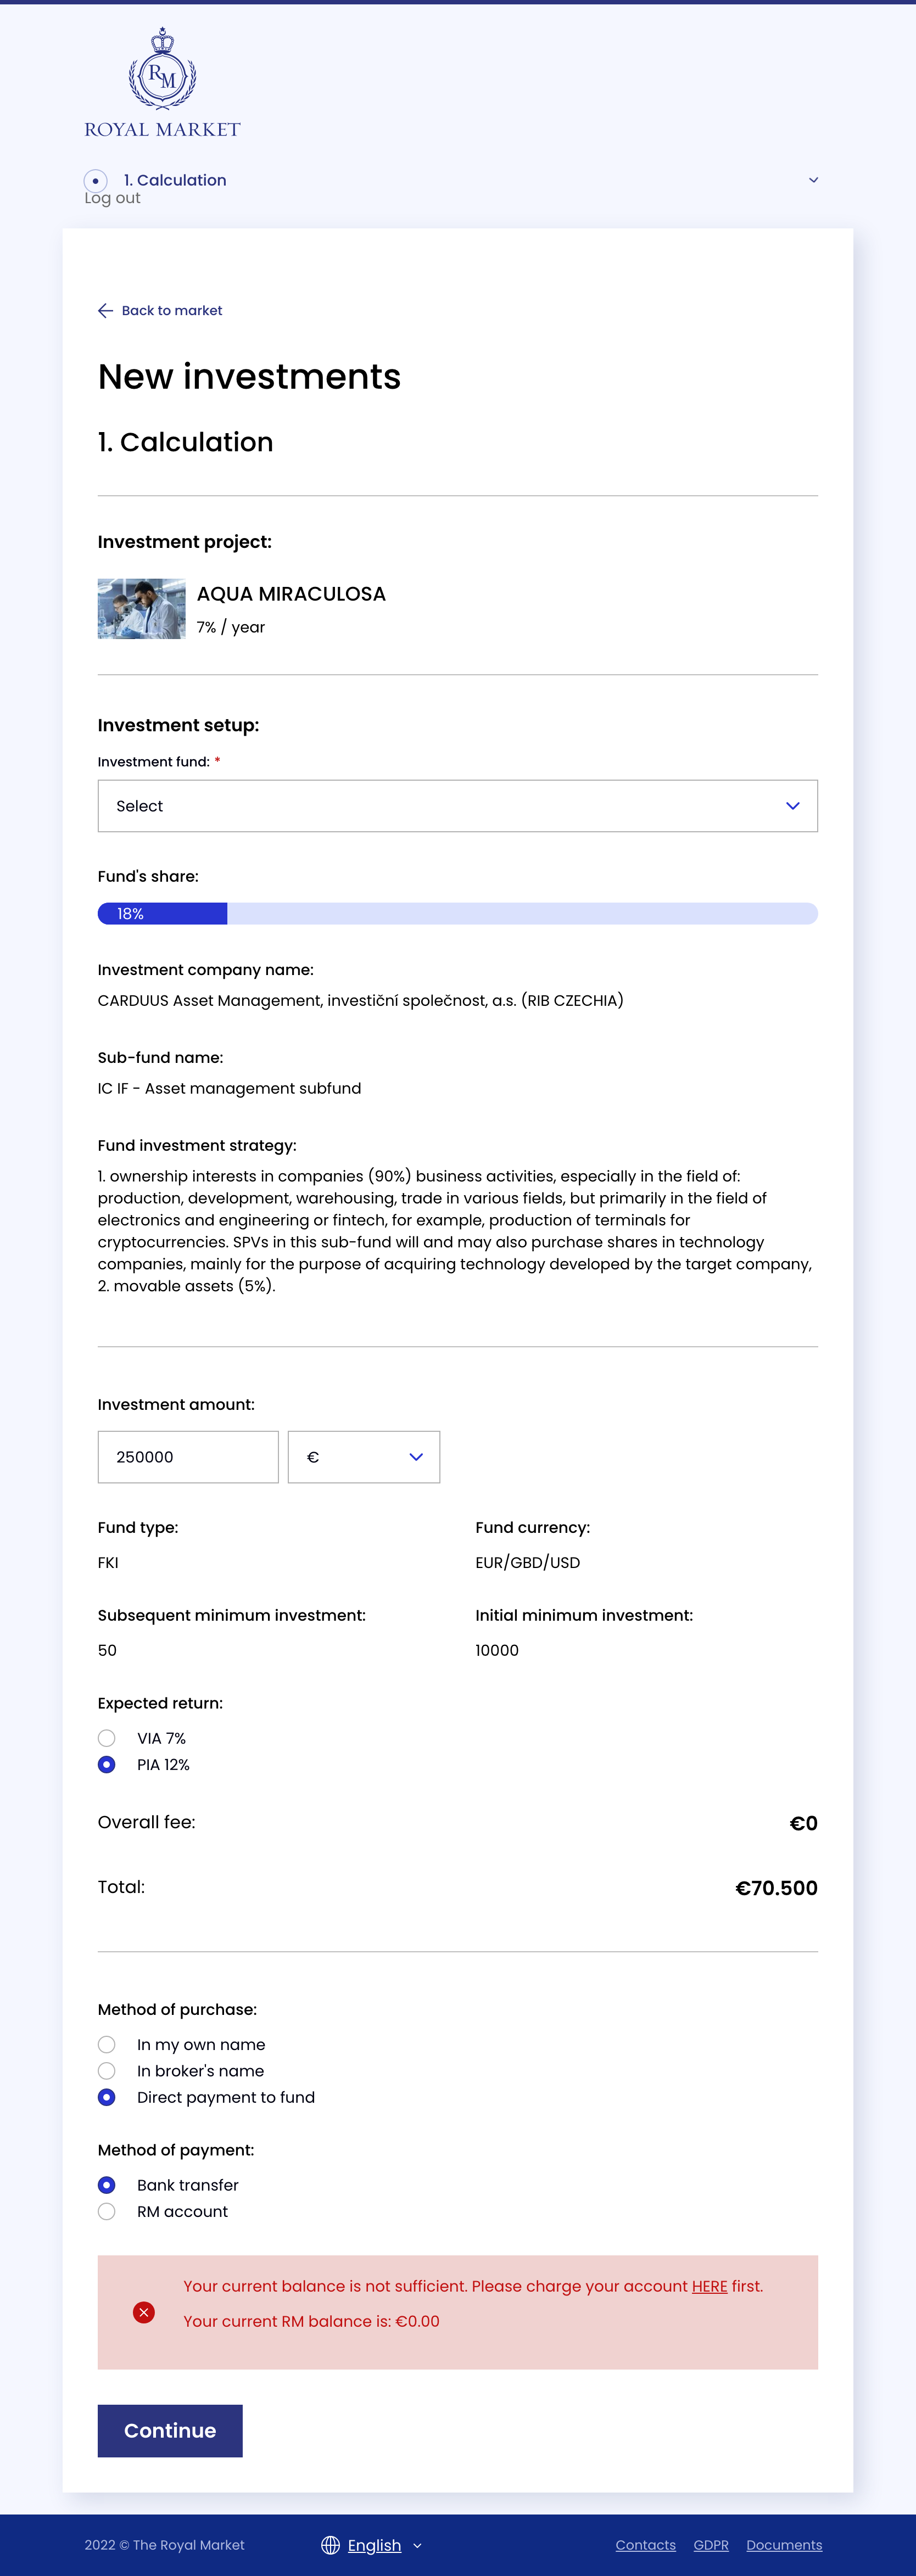 RM
ROYAL MARKET
1. Calculation
Log out
Back to market
New investments
1. Calculation
Investment project:
AQUA MIRACULOSA
7% / year
Investment setup:
Investment fund: *
Select
Fund's share:
18%
Investment company name:
CARDUUS Asset Management, investiční společnost, a.s. (RIB CZECHIA)
Sub-fund name:
IC IF - Asset management subfund
Fund investment strategy:
1. ownership interests in companies (90%) business activities, especially in the field of:
production, development, warehousing, trade in various fields, but primarily in the field of
electronics and engineering or fintech, for example, production of terminals for
cryptocurrencies. SPVs in this sub-fund will and may also purchase shares in technology
companies, mainly for the purpose of acquiring technology developed by the target company,
2. movable assets (5%).
Investment amount:
250000 €
Fund type: Fund currency:
FKI EUR/GBD/USD
Subsequent minimum investment: Initial minimum investment:
50 10000
Expected return:
VIA 7%
PIA 12%
Overall fee: €0
Total: €70.500
Method of purchase:
In my own name
In broker's name
Direct payment to fund
Method of payment:
Bank transfer
RM account
Your current balance is not sufficient. Please charge your account HERE first.
Your current RM balance is: €0.00
Continue
2022 © The Royal Market English Contacts GDPR Documents